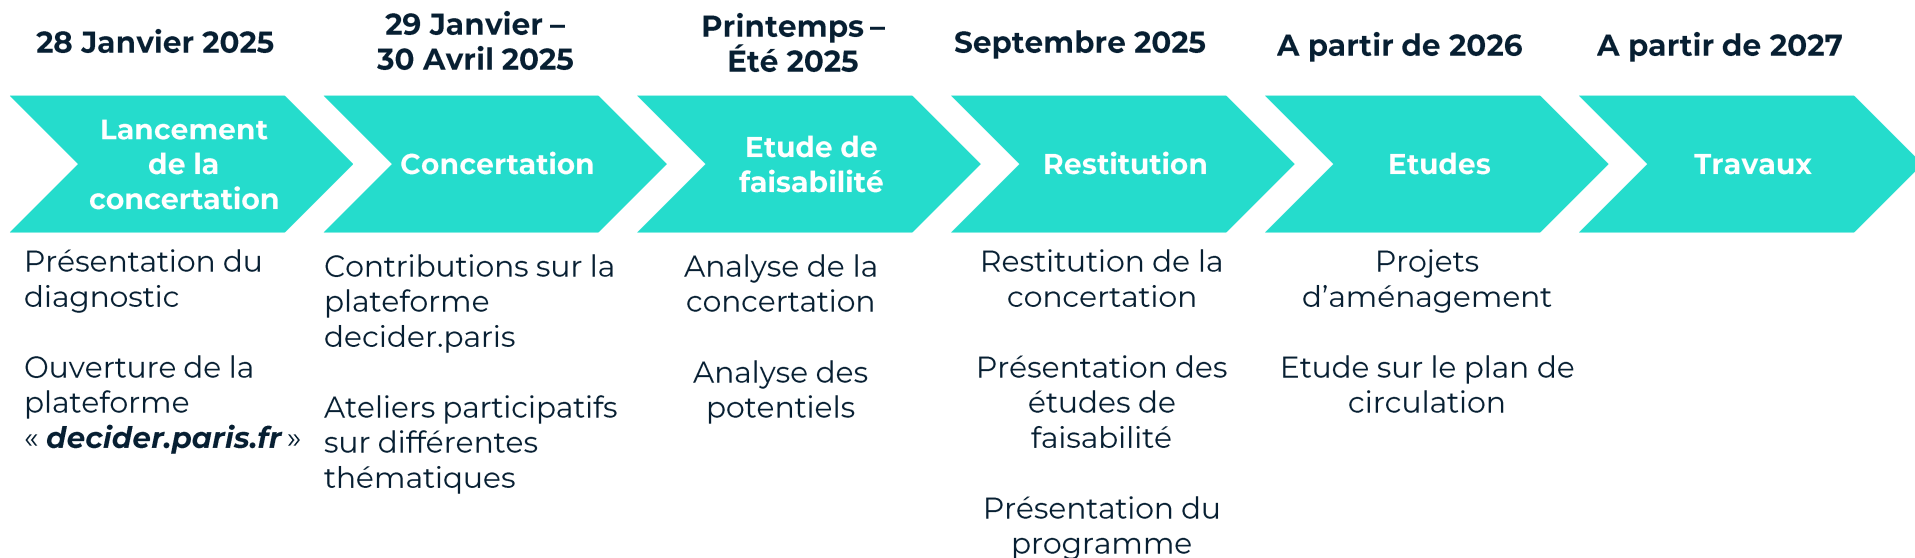 28 Janvier 2025
29 Janvier –
30 Avril 2025
Printemps –
Été 2025
Septembre 2025
A partir de 2026
A partir de 2027
Lancement
de la
concertation
Concertation
Etude de
faisabilité
Restitution
Etudes
Travaux
Présentation du
diagnostic
Ouverture de la
plateforme
« decider.paris.fr »
Contributions sur la
plateforme
decider.paris
Ateliers participatifs
sur différentes
thématiques
Analyse de la
concertation
Analyse des
potentiels
Restitution de la
concertation
Présentation des
études de
faisabilité
Présentation du
programme
Projets
d’aménagement
Etude sur le plan de
circulation